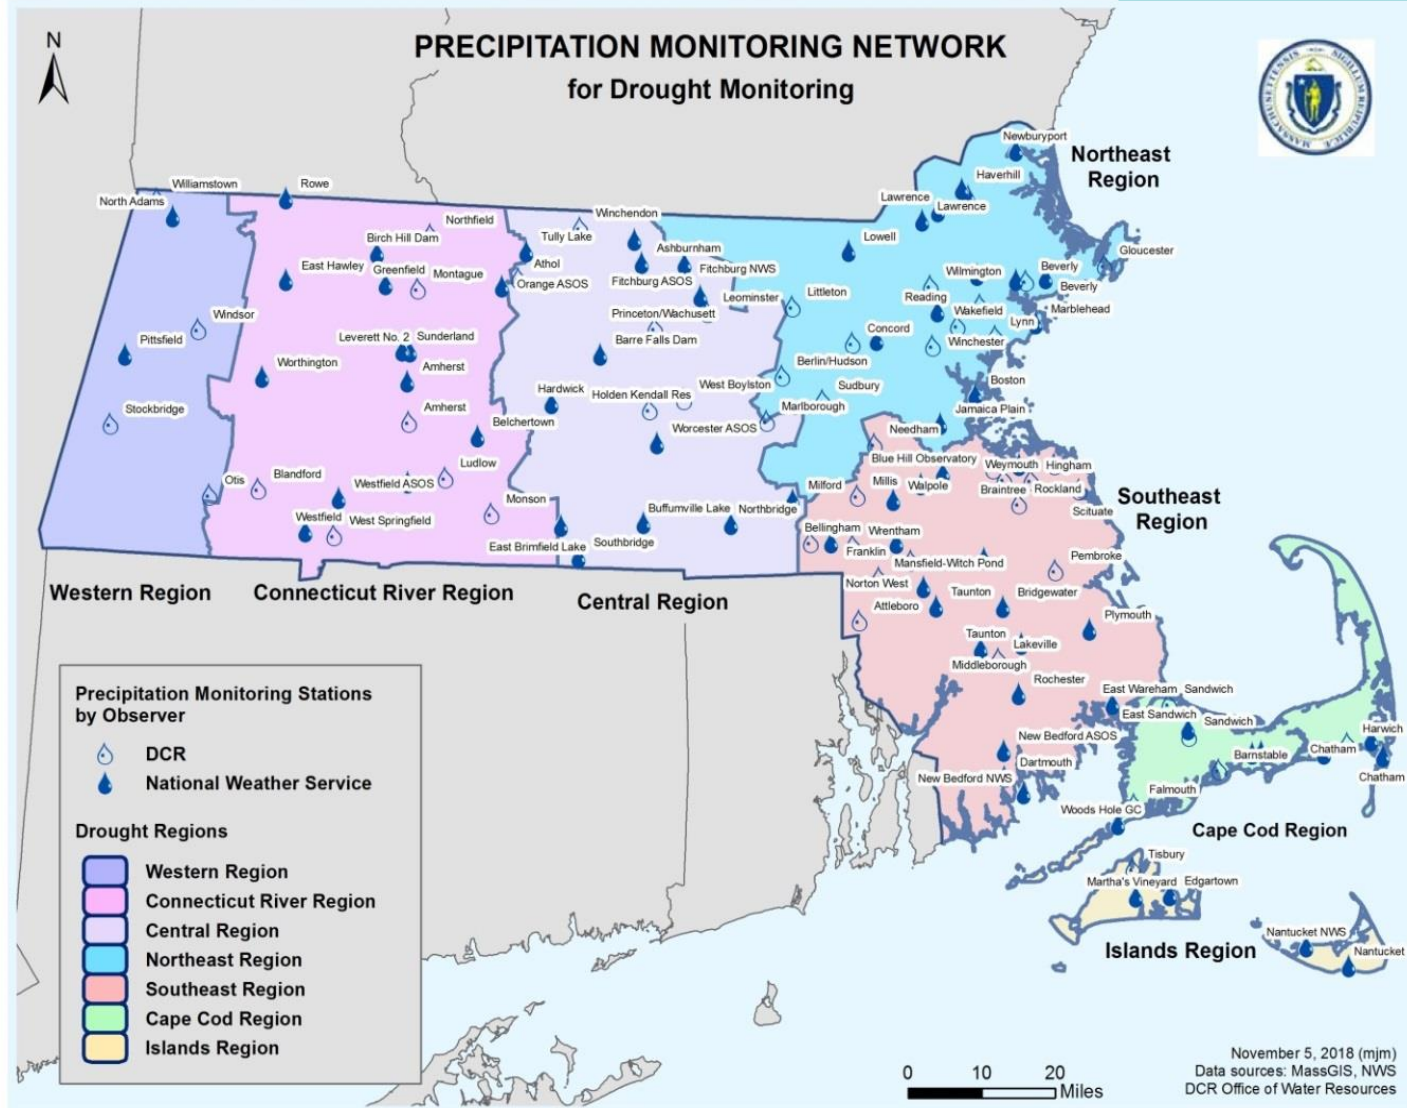 PRECIPITATION MONITORING NETWORK
for Drought Monitoring
N
Newburyport
Northeast
Region
Haverhill
Williamstown
Rowe
North Adams
Lawrence
Lawrence
Northfield
Winchendon
Birch Hill Dam
Tully Lake
Ashburnham
Lowell
Gloucester
East Hawley
Greenfield
Montague
Athol
Orange ASOS
Fitchburg ASOS
Fitchburg NWS
Wilmington
Beverly
Beverly
Leominster
Littleton
Reading
Wakefield
Marblehead
Windsor
Princeton/Wachusett
Lynn
Pittsfield
Leverett No. 2
Sunderland
Barre Falls Dam
Concord
Winchester
Worthington
Amherst
Berlin/Hudson
Hardwick
Holden Kendall Res
West Boylston
Sudbury
Boston
Stockbridge
Amherst
Belchertown
Marlborough
Jamaica Plain
Worcester ASOS
Needham
Ludlow
Blue Hill Observatory
Weymouth
Hingham
Otis
Blandford
Westfield ASOS
Milford
Millis
Walpole
Braintree
Rockland
Southeast
Region
Monson
Scituate
Westfield
West Springfield
Buffumville Lake
Northbridge
Bellingham
Wrentham
East Brimfield Lake
Southbridge
Franklin
Mansfield-Witch Pond
Pembroke
Western Region
Connecticut River Region
Central Region
Norton West
Taunton
Bridgewater
Attleboro
Plymouth
Taunton
Lakeville
Middleborough
Rochester
East Wareham
Sandwich
East Sandwich
Sandwich
Harwich
New Bedford ASOS
Barnstable
Chatham
Dartmouth
Chatham
New Bedford NWS
Falmouth
Woods Hole GC
Cape Cod Region
Tisbury
Martha's Vineyard
Edgartown
Nantucket NWS
Islands Region
Nantucket
Precipitation Monitoring Stations
by Observer
DCR
National Weather Service
Drought Regions
Western Region
Connecticut River Region
Central Region
Northeast Region
Southeast Region
Cape Cod Region
Islands Region
0 10 20
Miles
November 5, 2018 (mjm)
Data sources: MassGIS, NWS
DCR Office of Water Resources